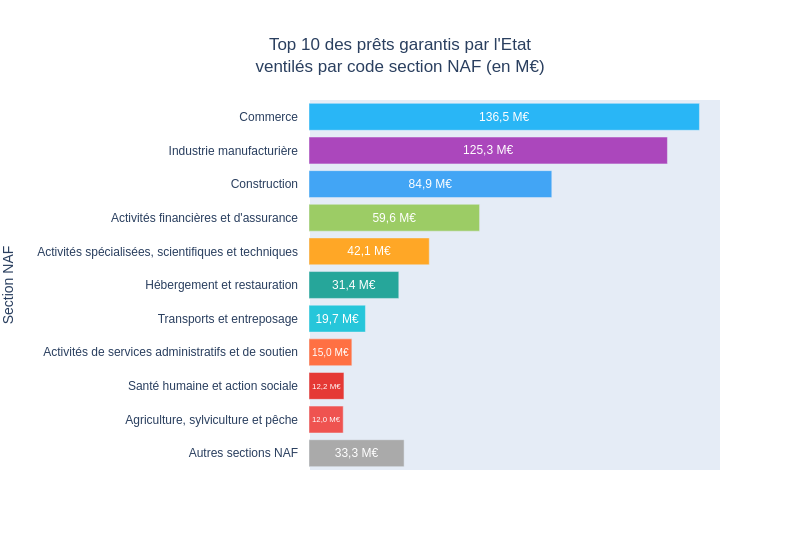 Top 10 des prêts garantis par l'Etat
ventilés par code section NAF (en M€)
Section NAF
Commerce 136,5 M€
Industrie manufacturière 125,3 M€
Construction 84,9 M€
Activités financières et d'assurance 59,6 M€
Activités spécialisées, scientifiques et techniques 42,1 M€
Hébergement et restauration 31,4 M€
Transports et entreposage 19,7 M€
Activités de services administratifs et de soutien 15,0 M€
Santé humaine et action sociale 12,2 M€
Agriculture, sylviculture et pêche 12,0 M€
Autres sections NAF 33,3 M€